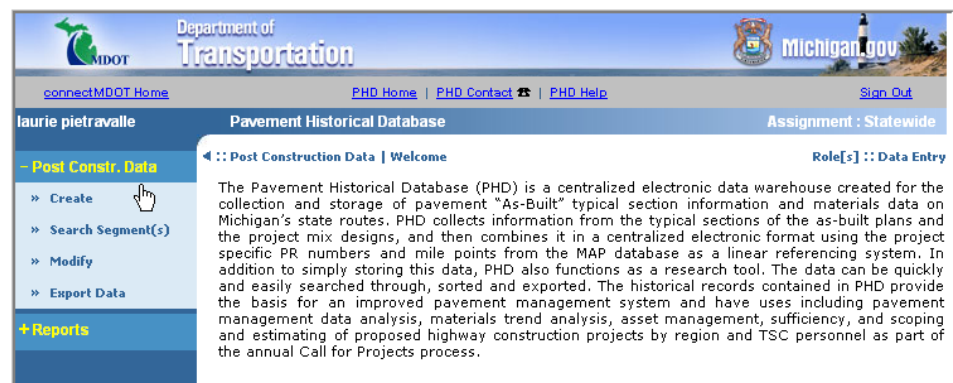 MDOT
Department of
Transportation
Michigan.gov
connectMDOT Home PHD Home | PHD Contact ☎ | PHD Help Sign Out
laurie pietravalle Pavement Historical Database Assignment : Statewide
− Post Constr. Data
» Create
» Search Segment(s)
» Modify
» Export Data
+ Reports
◄ :: Post Construction Data | Welcome Role[s] :: Data Entry
The Pavement Historical Database (PHD) is a centralized electronic data warehouse created for the
collection and storage of pavement “As-Built” typical section information and materials data on
Michigan’s state routes. PHD collects information from the typical sections of the as-built plans and
the project mix designs, and then combines it in a centralized electronic format using the project
specific PR numbers and mile points from the MAP database as a linear referencing system. In
addition to simply storing this data, PHD also functions as a research tool. The data can be quickly
and easily searched through, sorted and exported. The historical records contained in PHD provide
the basis for an improved pavement management system and have uses including pavement
management data analysis, materials trend analysis, asset management, sufficiency, and scoping
and estimating of proposed highway construction projects by region and TSC personnel as part of
the annual Call for Projects process.